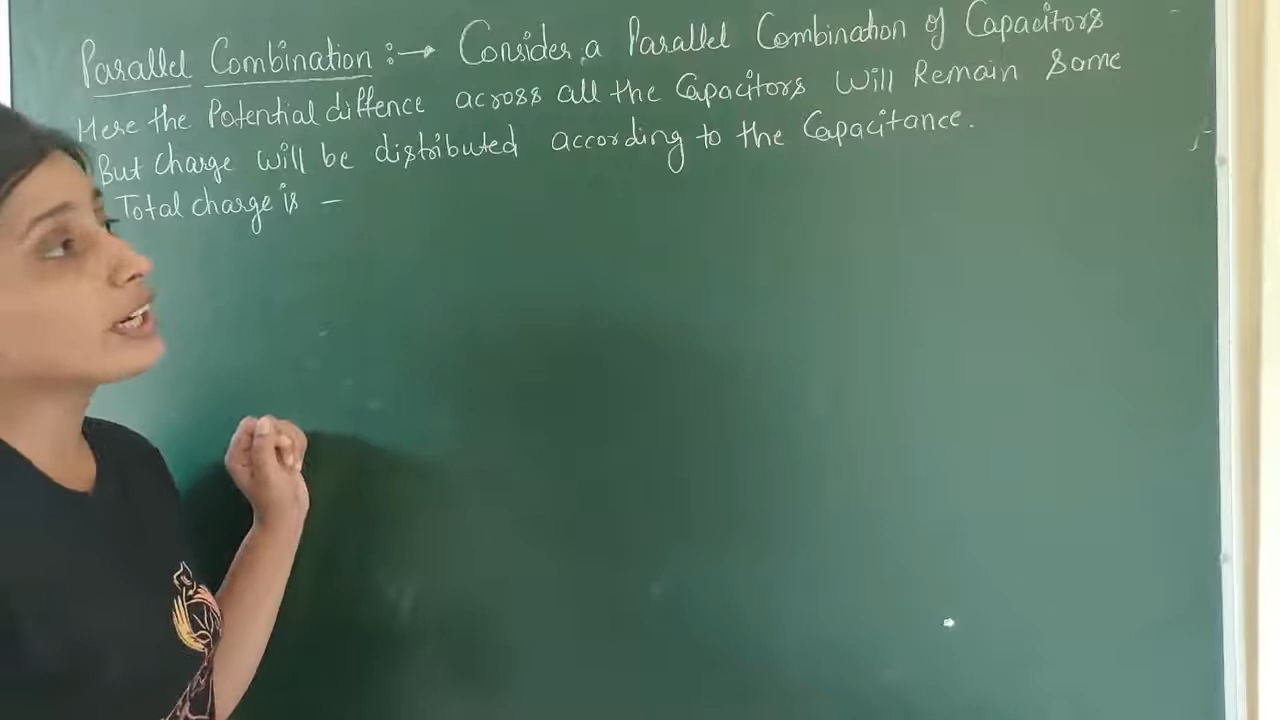 Parallel Combination :→ Consider a Parallel Combination of Capacitors
Here the Potential diffence across all the Capacitors Will Remain Same
But charge will be distributed according to the Capacitance.
Total charge is -